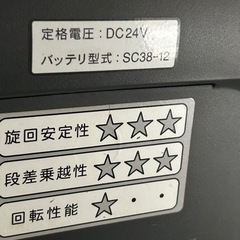 定格電圧：DC24V
バッテリ型式：SC38-12
旋回安定性 ★★★
段差乗越性 ★★★
回転性能 ★・・